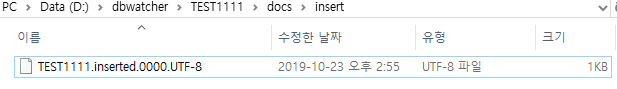 PC > Data (D:) > dbwatcher > TEST1111 > docs > insert
이름 수정한 날짜 유형 크기
TEST1111.inserted.0000.UTF-8 2019-10-23 오후 2:55 UTF-8 파일 1KB